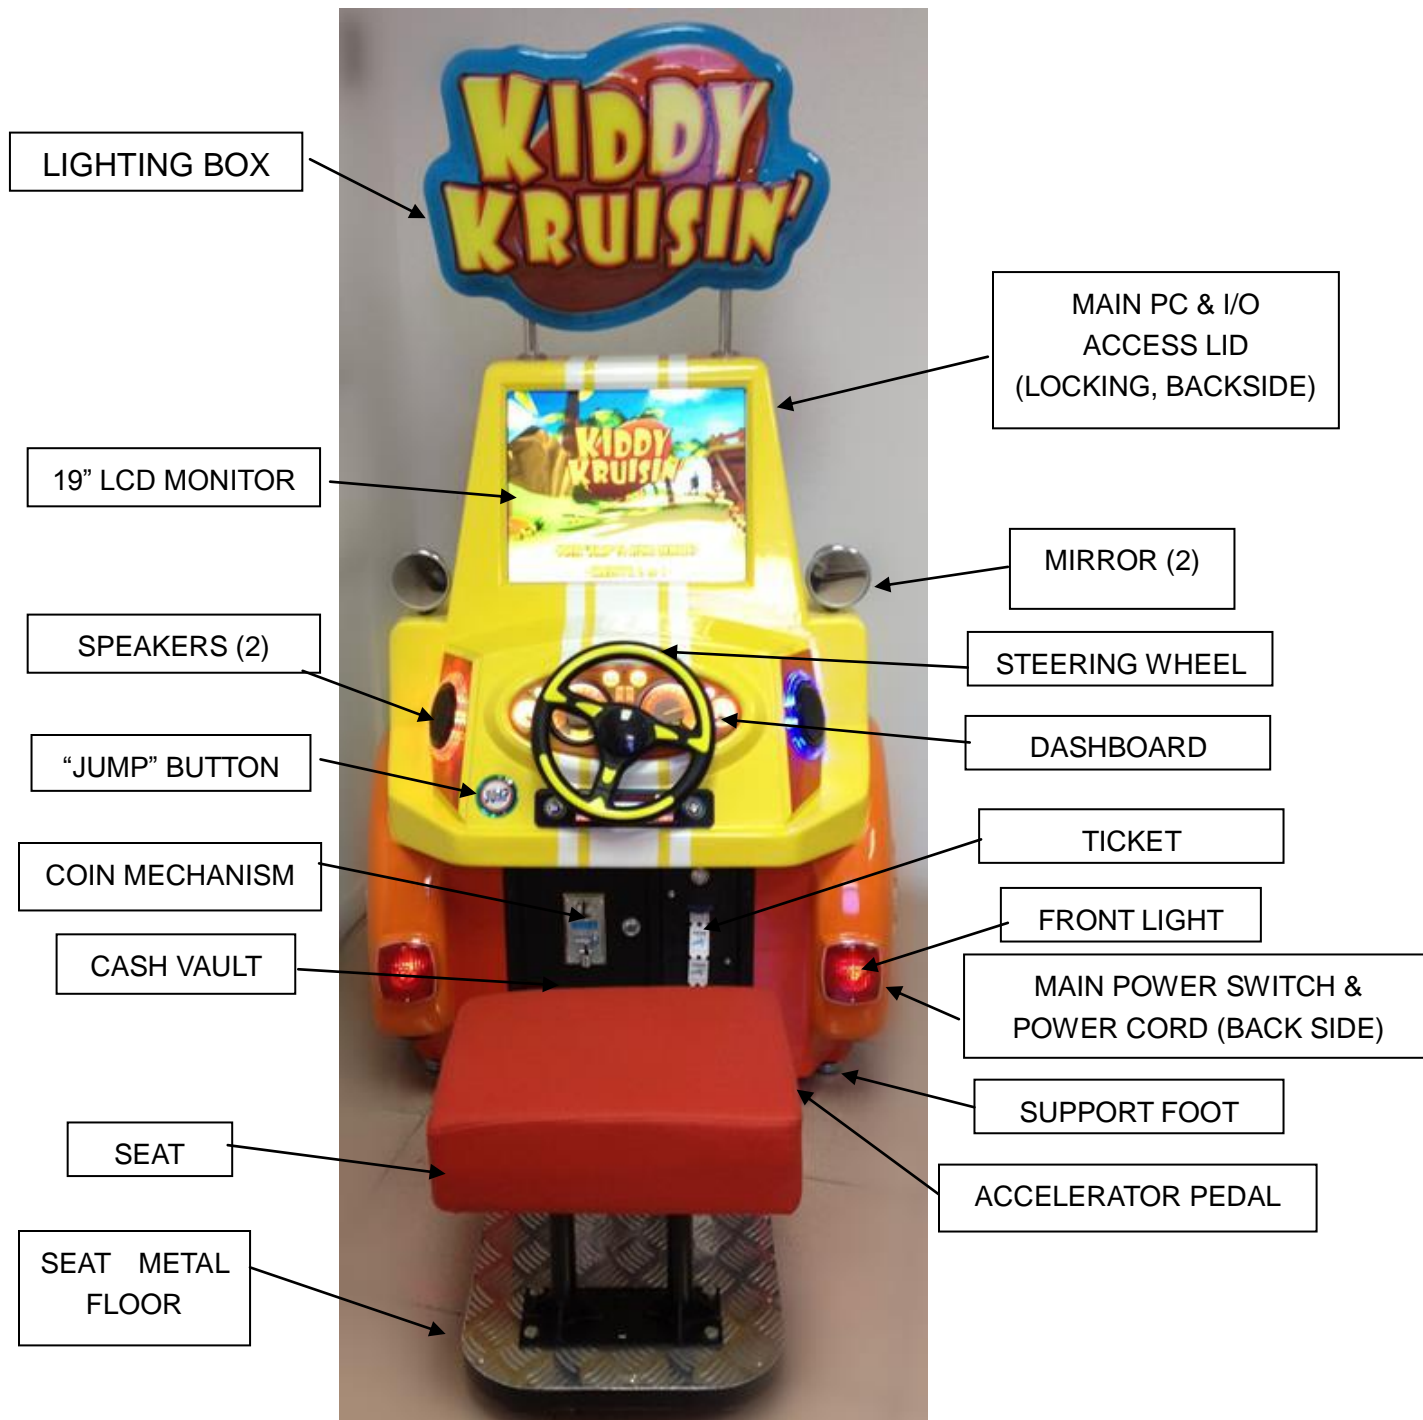 KIDDY
KRUISIN'
LIGHTING BOX
MAIN PC & I/O
ACCESS LID
(LOCKING, BACKSIDE)
KIDDY
KRUISIN'
19” LCD MONITOR
MIRROR (2)
SPEAKERS (2)
STEERING WHEEL
DASHBOARD
“JUMP” BUTTON
JUMP
TICKET
COIN MECHANISM
FRONT LIGHT
CASH VAULT
MAIN POWER SWITCH &
POWER CORD (BACK SIDE)
SUPPORT FOOT
SEAT
ACCELERATOR PEDAL
SEAT METAL
FLOOR